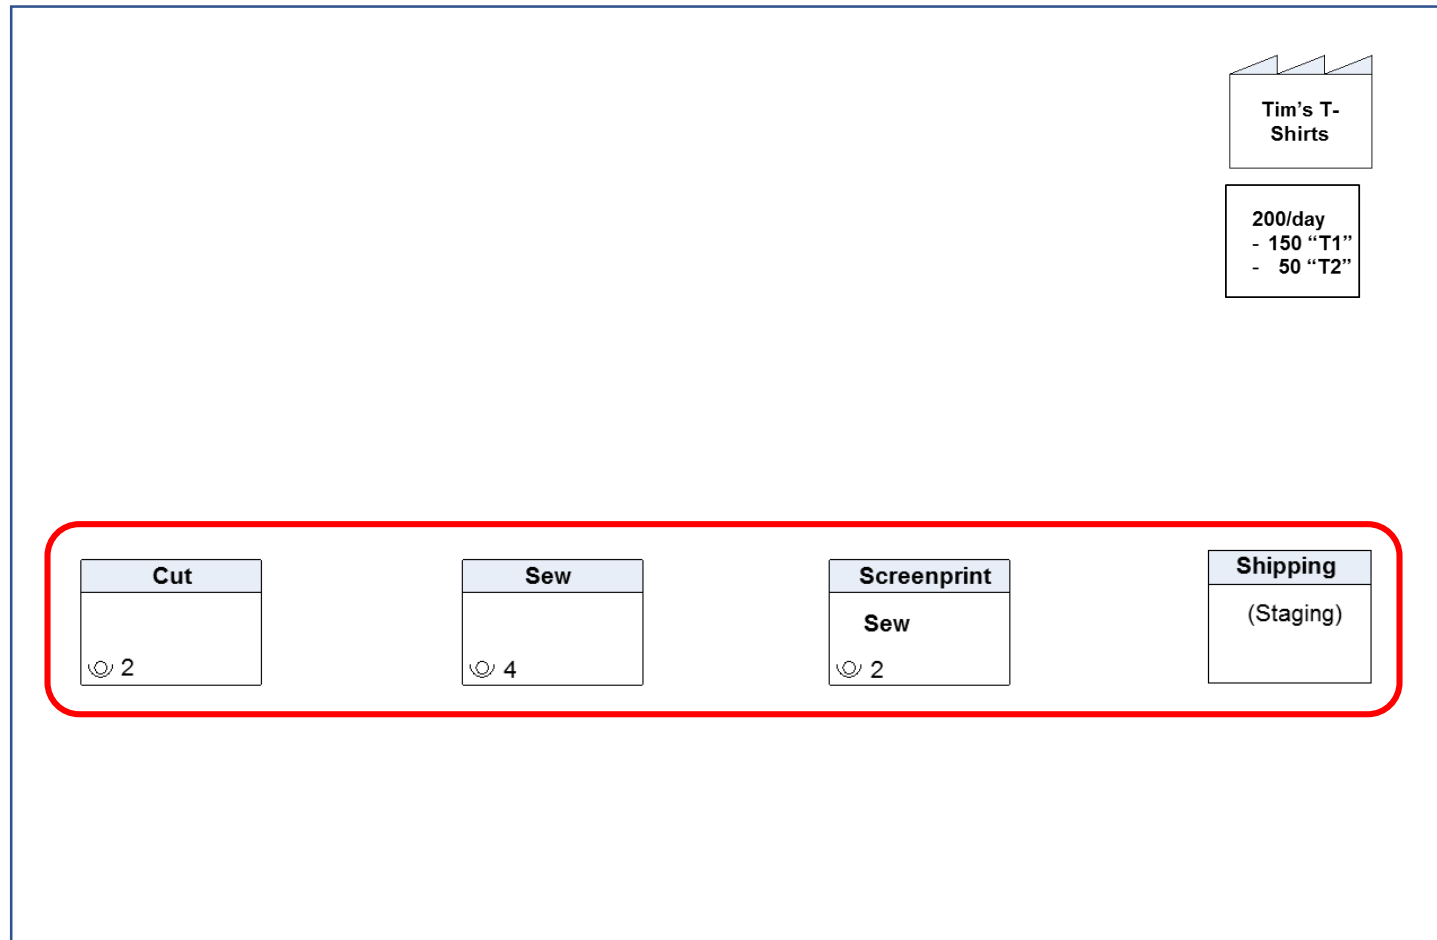 Tim's T-
Shirts
200/day
- 150 “T1”
- 50 “T2”
Cut
2
Sew
4
Screenprint
Sew
2
Shipping
(Staging)